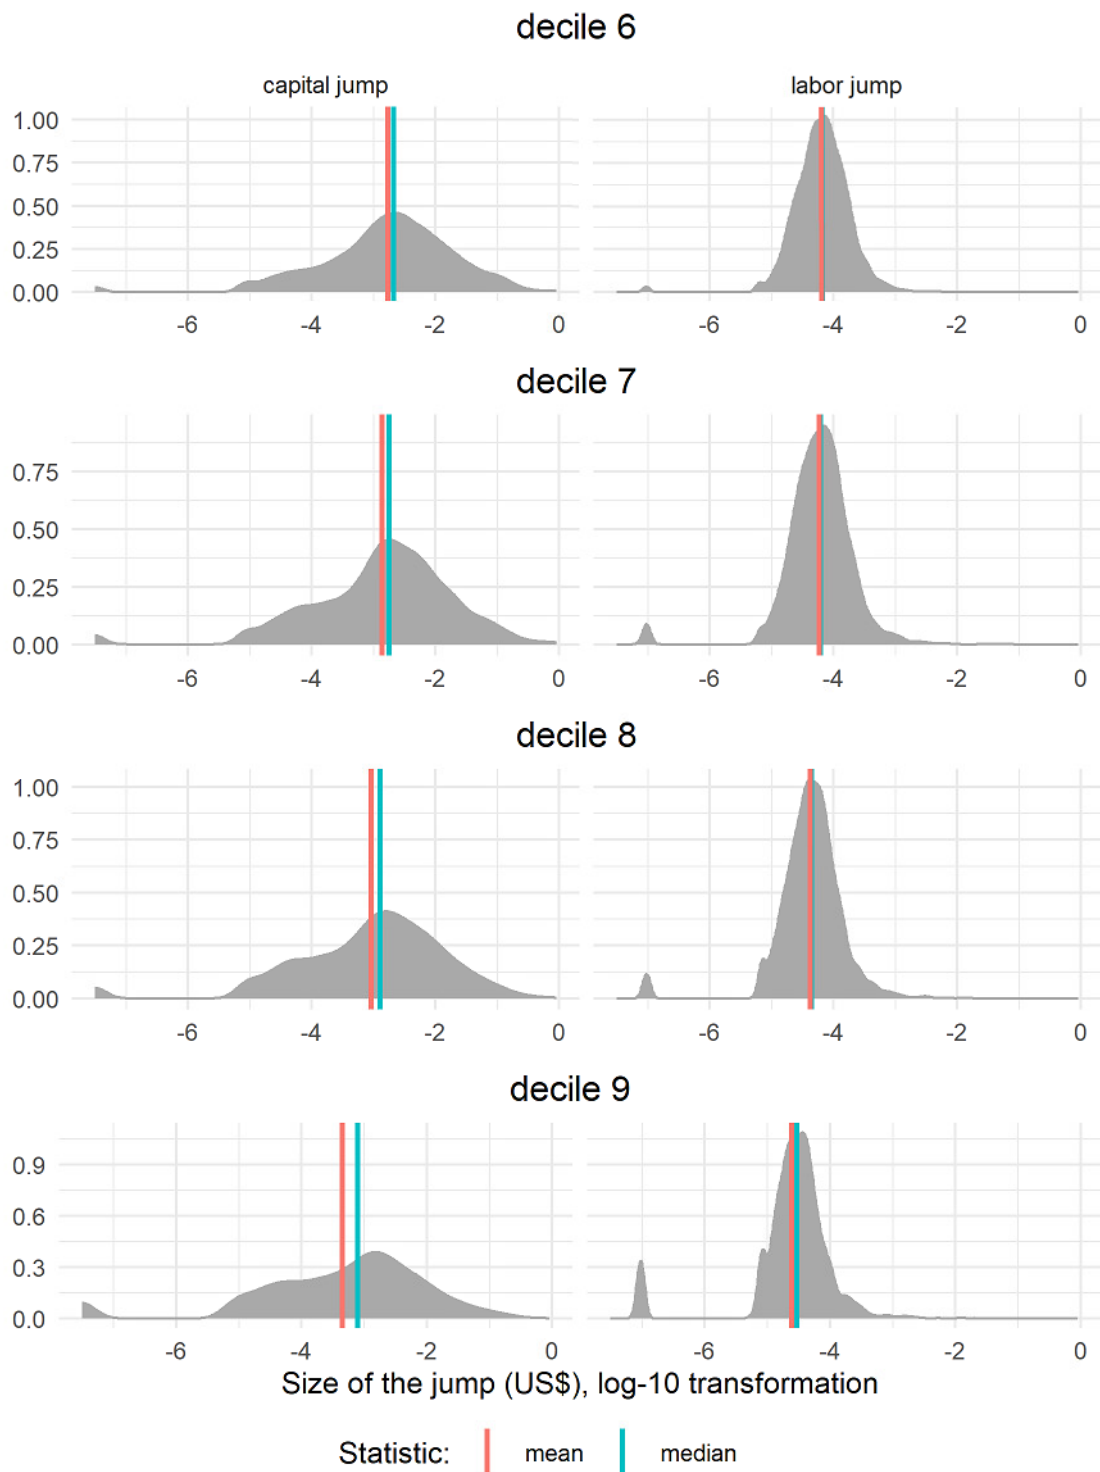 decile 6
capital jump labor jump
1.00
0.75
0.50
0.25
0.00
-6 -4 -2 0 -6 -4 -2 0
decile 7
0.75
0.50
0.25
0.00
-6 -4 -2 0 -6 -4 -2 0
decile 8
1.00
0.75
0.50
0.25
0.00
-6 -4 -2 0 -6 -4 -2 0
decile 9
0.9
0.6
0.3
0.0
-6 -4 -2 0 -6 -4 -2 0
Size of the jump (US$), log-10 transformation
Statistic: mean median